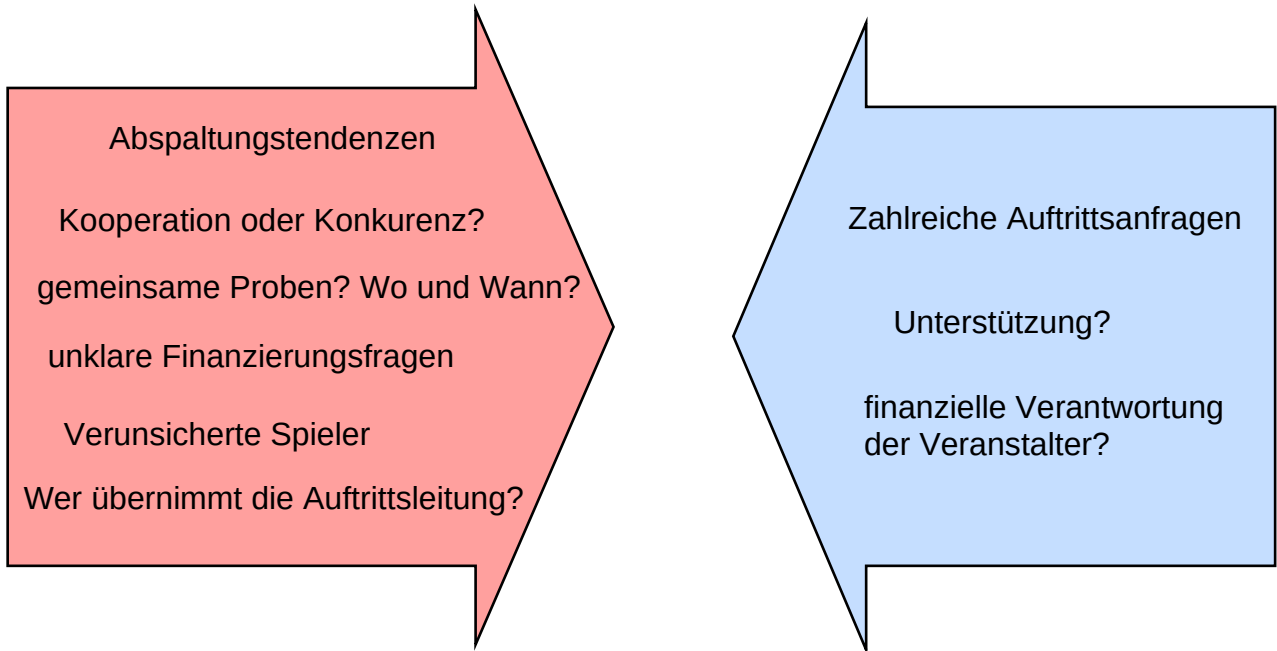 Abspaltungstendenzen
Kooperation oder Konkurenz?
gemeinsame Proben? Wo und Wann?
unklare Finanzierungsfragen
Verunsicherte Spieler
Wer übernimmt die Auftrittsleitung?
Zahlreiche Auftrittsanfragen
Unterstützung?
finanzielle Verantwortung
der Veranstalter?